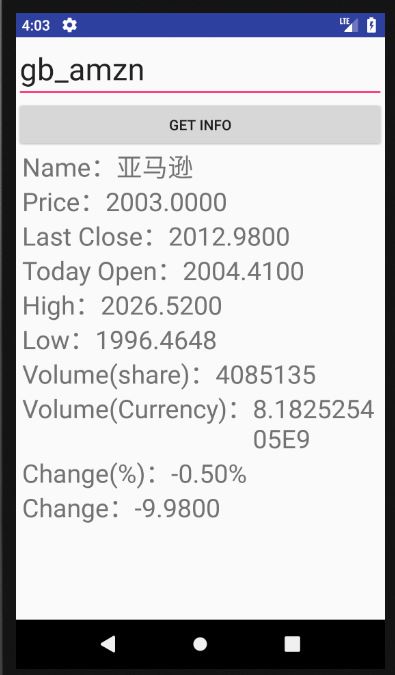 4:03 LTE
gb_amzn
GET INFO
Name：亚马逊
Price：2003.0000
Last Close：2012.9800
Today Open：2004.4100
High：2026.5200
Low：1996.4648
Volume(share)：4085135
Volume(Currency)：8.1825254
05E9
Change(%)：-0.50%
Change：-9.9800